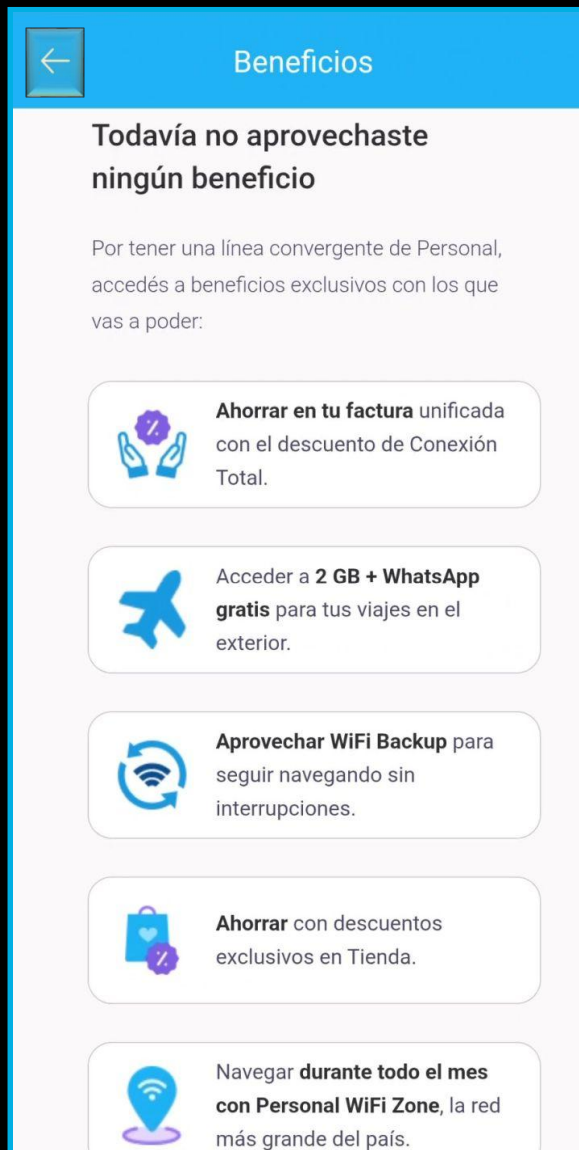 Beneficios
Todavía no aprovechaste
ningún beneficio
Por tener una línea convergente de Personal,
accedés a beneficios exclusivos con los que
vas a poder:
Ahorrar en tu factura unificada
con el descuento de Conexión
Total.
Acceder a 2 GB + WhatsApp
gratis para tus viajes en el
exterior.
Aprovechar WiFi Backup para
seguir navegando sin
interrupciones.
Ahorrar con descuentos
exclusivos en Tienda.
Navegar durante todo el mes
con Personal WiFi Zone, la red
más grande del país.